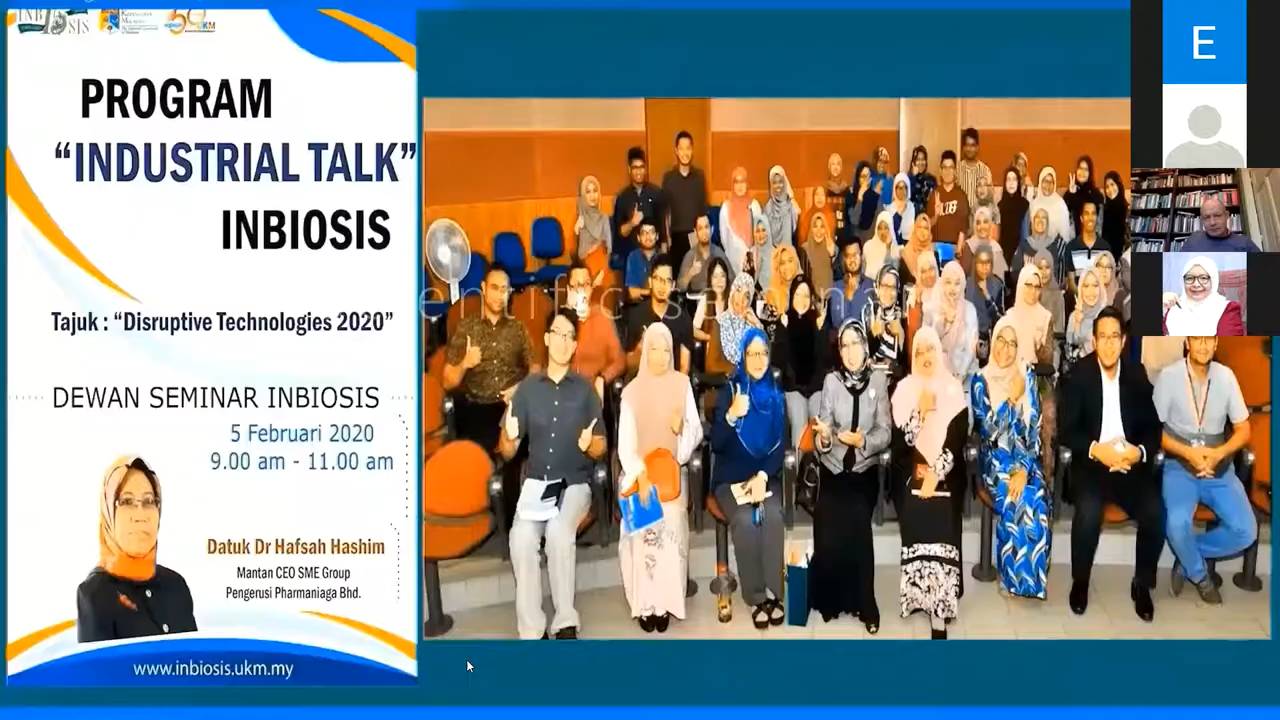 PROGRAM
“INDUSTRIAL TALK”
INBIOSIS
Tajuk : “Disruptive Technologies 2020”
DEWAN SEMINAR INBIOSIS
5 Februari 2020
9.00 am - 11.00 am
Datuk Dr Hafsah Hashim
Mantan CEO SME Group
Pengerusi Pharmaniaga Bhd.
www.inbiosis.ukm.my
E